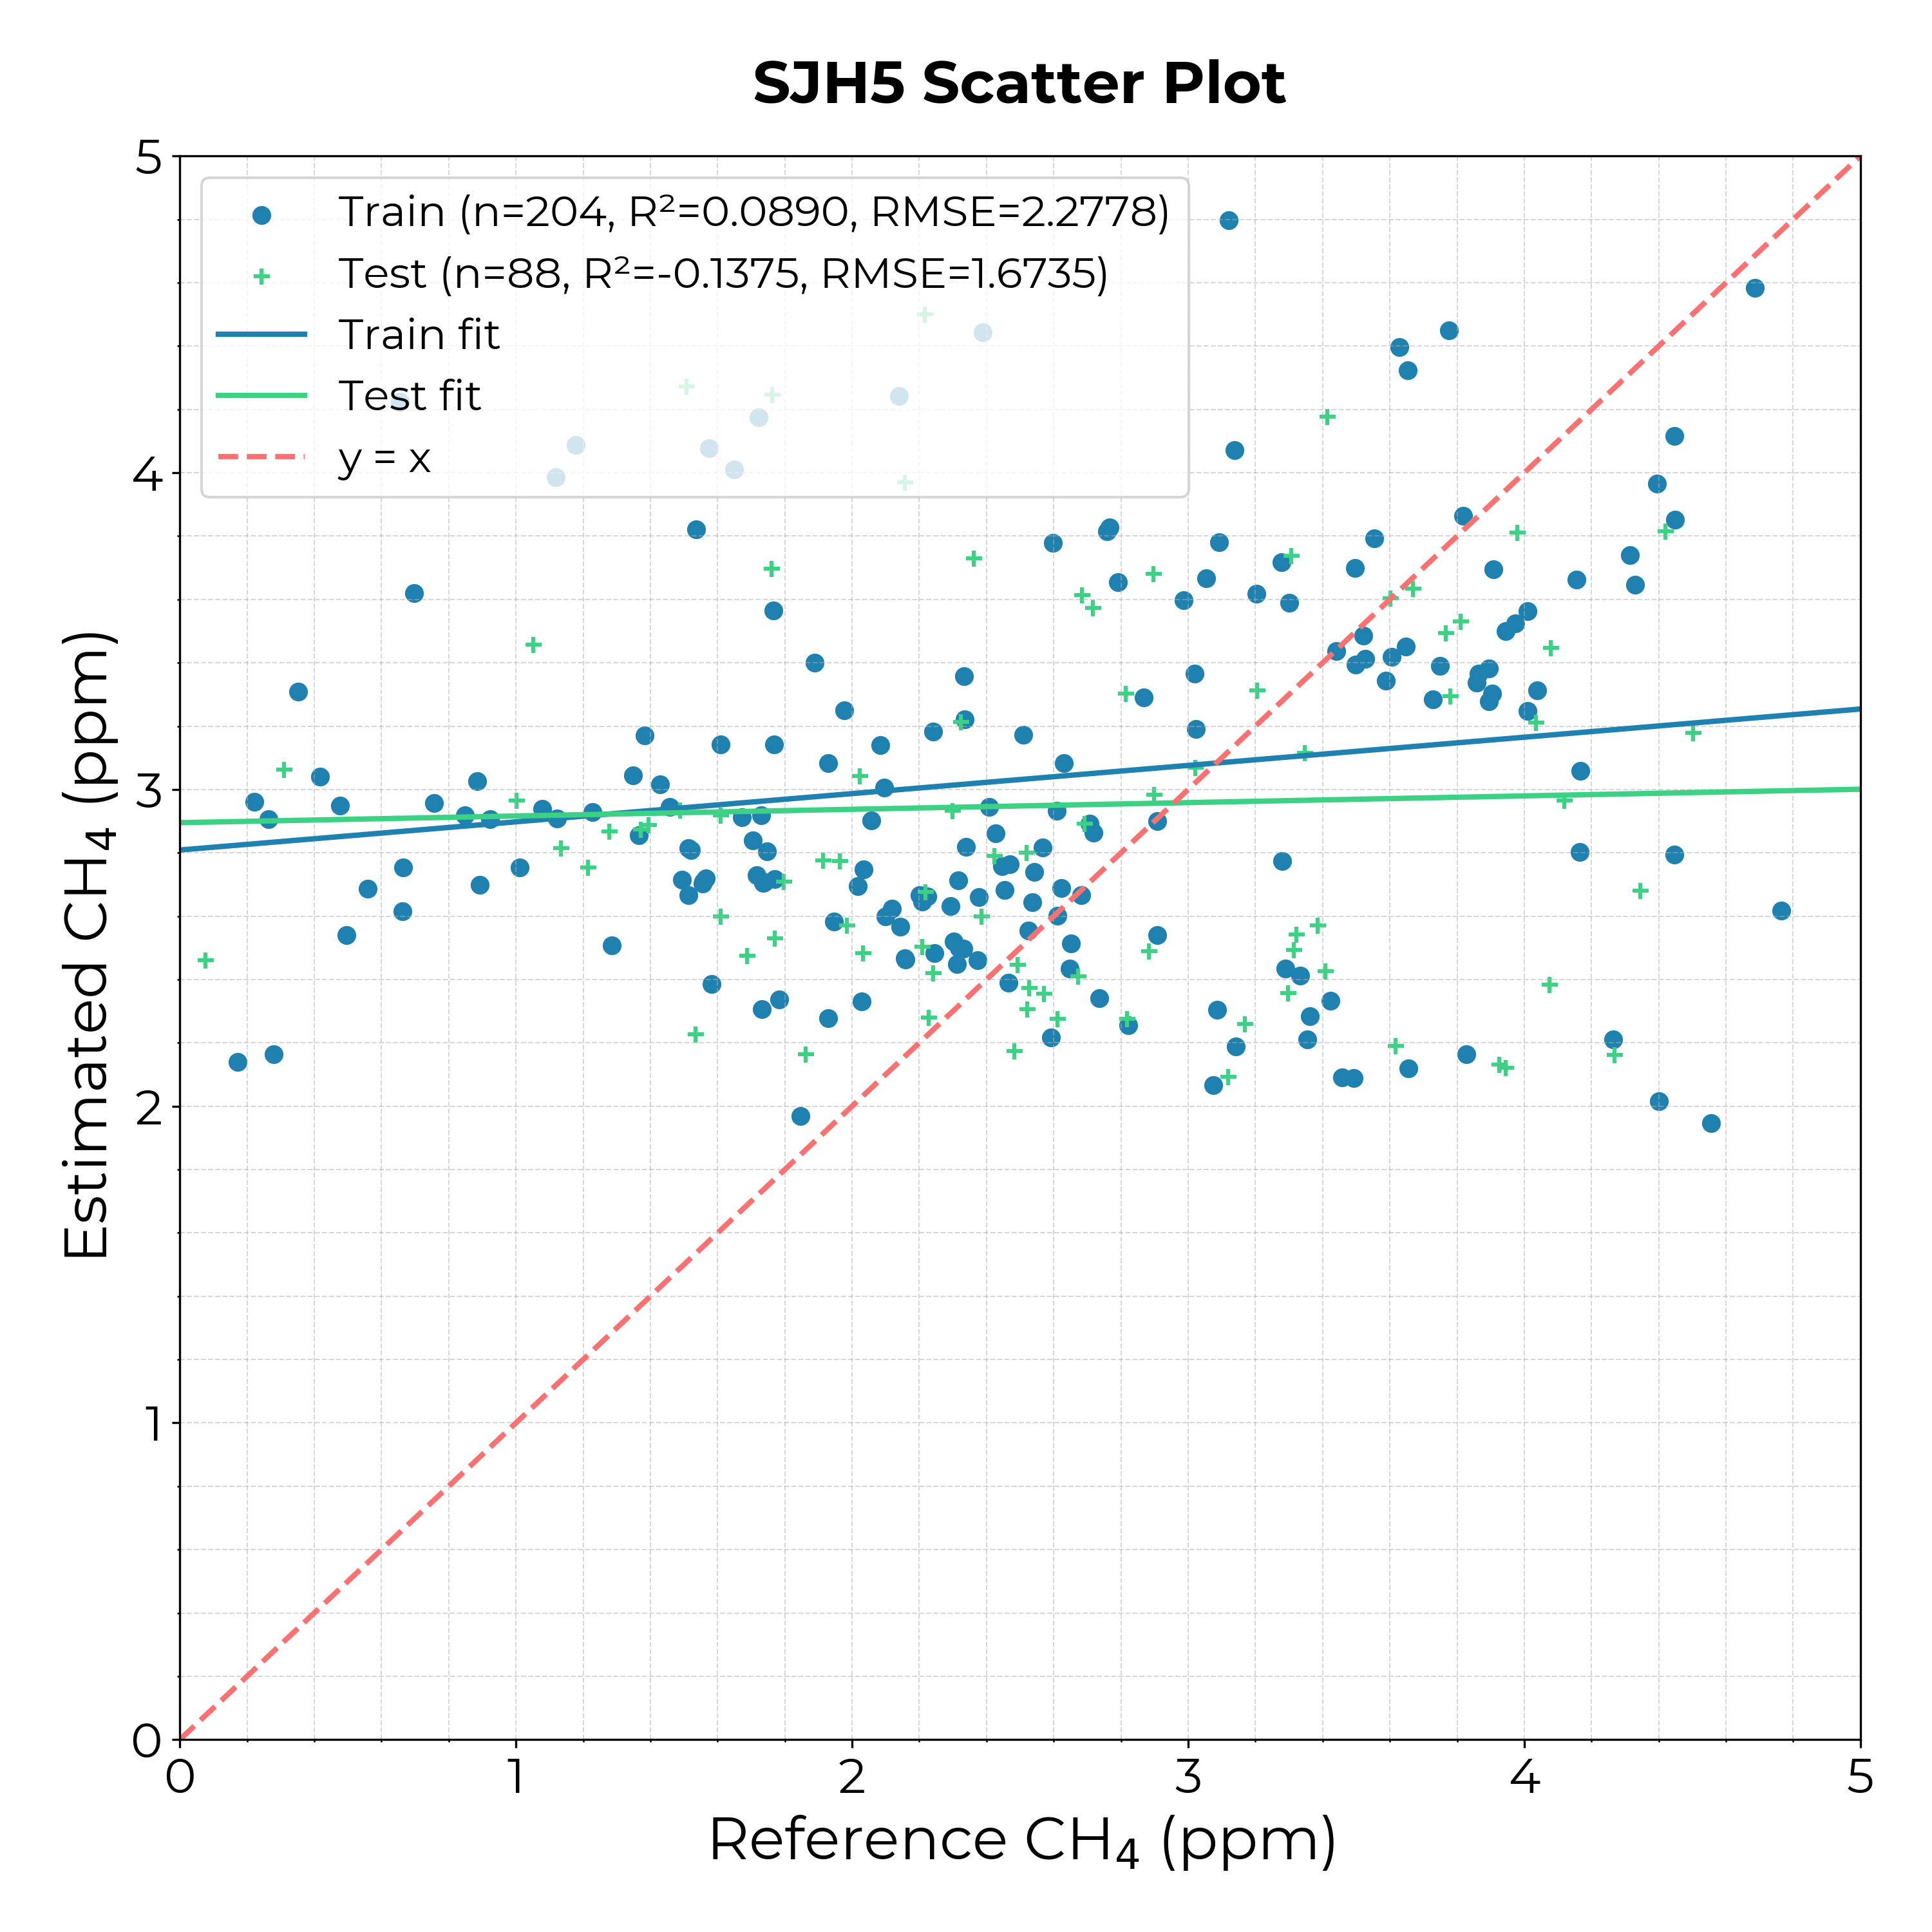 SJH5 Scatter Plot
Train (n=204, R²=0.0890, RMSE=2.2778)
Test (n=88, R²=-0.1375, RMSE=1.6735)
Train fit
Test fit
y = x
Estimated CH₄ (ppm)
5
4
3
2
1
0
0 1 2 3 4 5
Reference CH₄ (ppm)